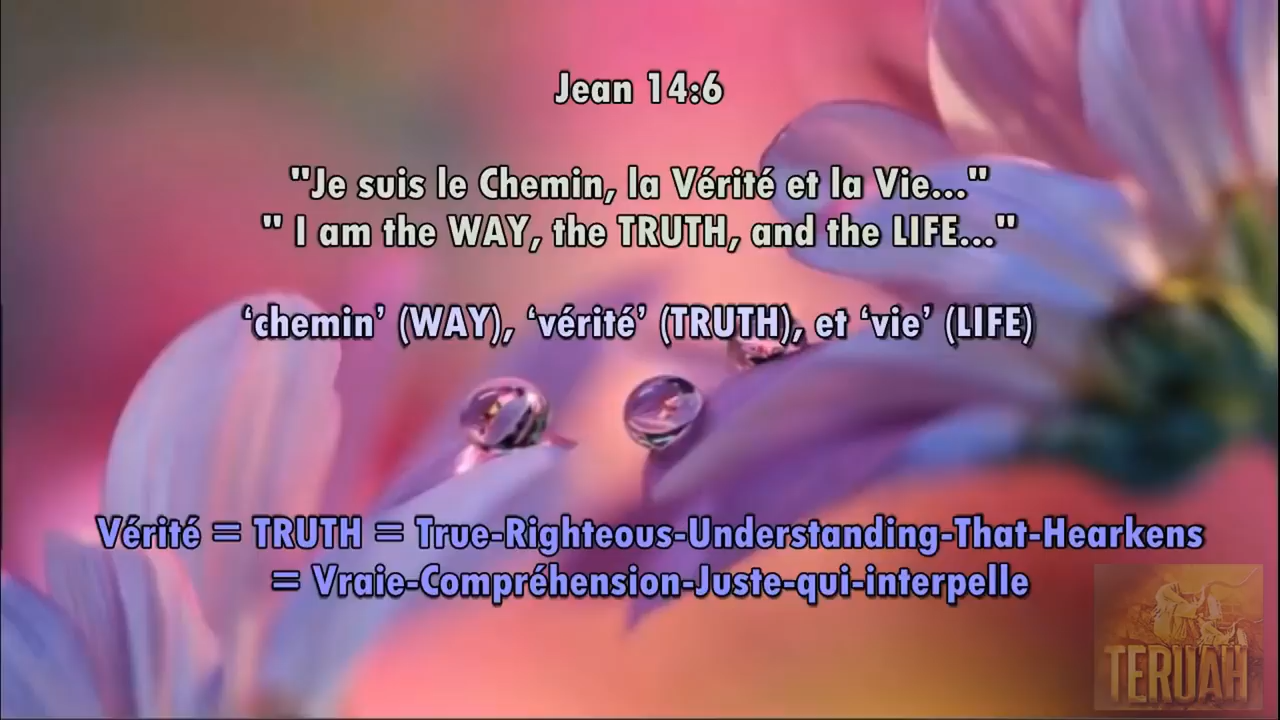 Jean 14:6
"Je suis le Chemin, la Vérité et la Vie..."
" I am the WAY, the TRUTH, and the LIFE..."
‘chemin’ (WAY), ‘vérité’ (TRUTH), et ‘vie’ (LIFE)
Vérité = TRUTH = True-Righteous-Understanding-That-Hearkens
= Vraie-Compréhension-Juste-qui-interpelle
TERUAH